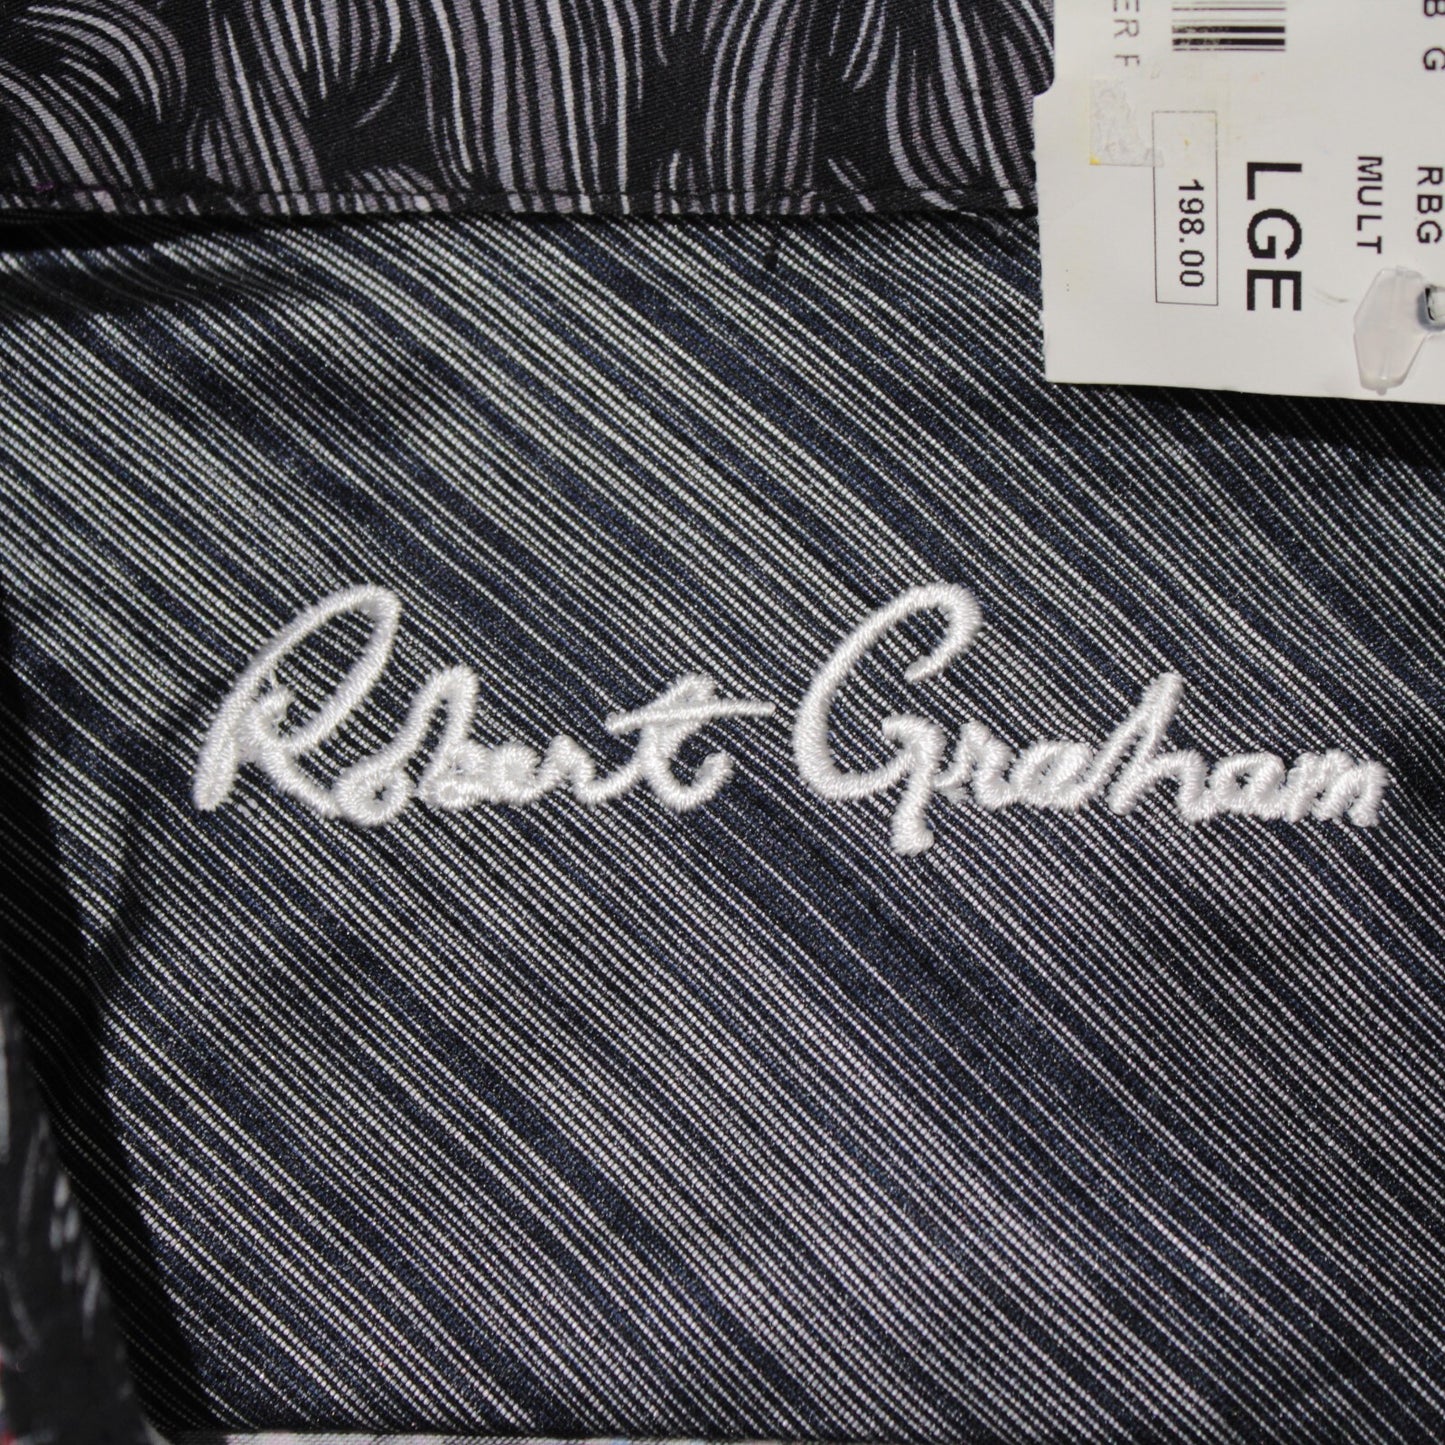 Robert Graham
RBG
MULT
LGE
198.00